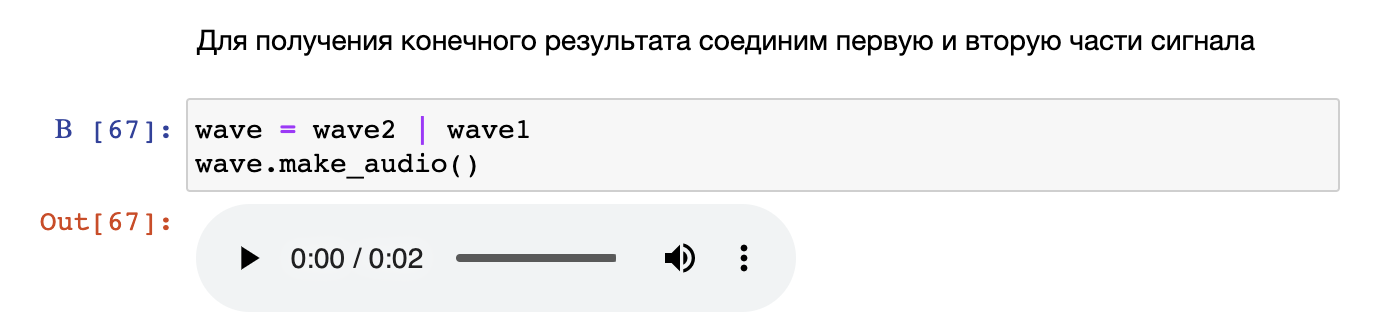 Для получения конечного результата соединим первую и вторую части сигнала
В [67]: wave = wave2 | wave1
wave.make_audio()
Out[67]:
0:00 / 0:02